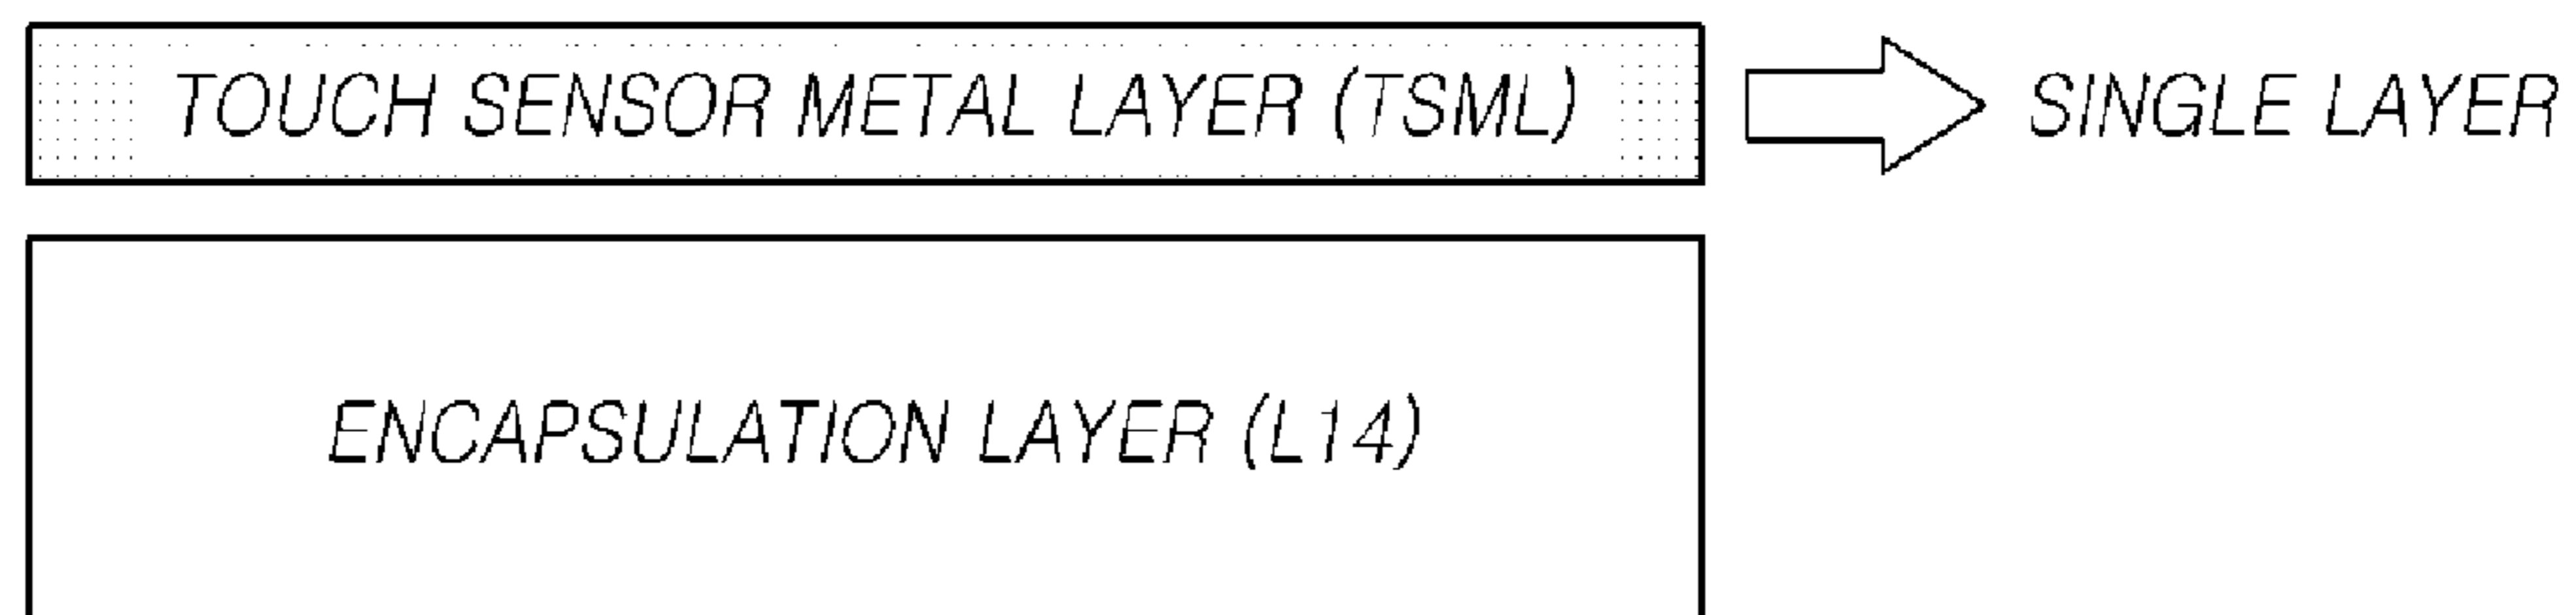 TOUCH SENSOR METAL LAYER (TSML)
SINGLE LAYER
ENCAPSULATION LAYER (L14)